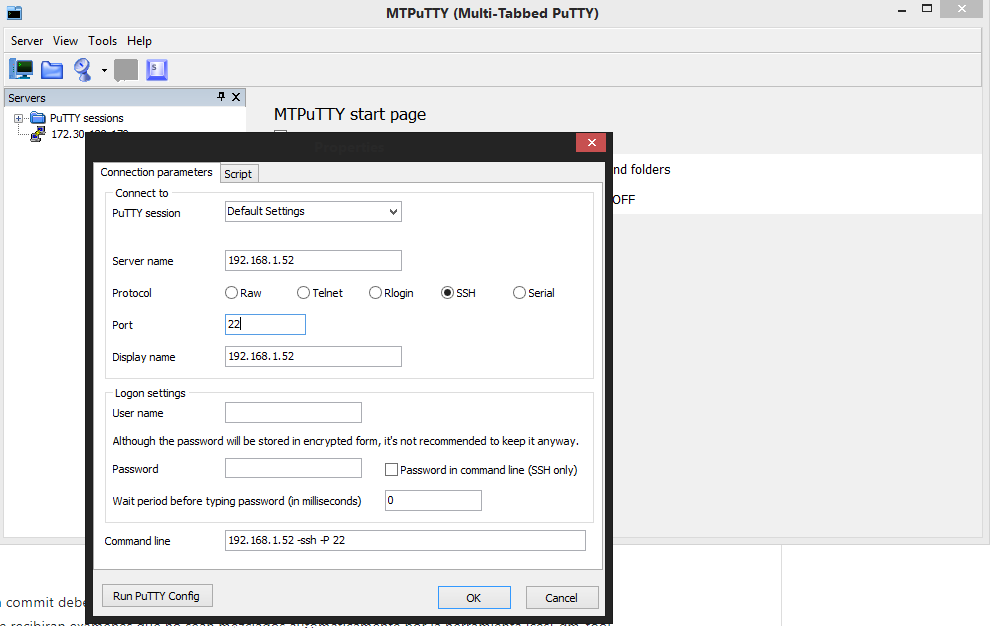 MTPuTTY (Multi-Tabbed PuTTY)
Server View Tools Help
Servers
PuTTY sessions
172.30
MTPuTTY start page
nd folders
OFF
Properties
Connection parameters Script
Connect to
PuTTY session Default Settings
Server name 192.168.1.52
Protocol Raw Telnet Rlogin SSH Serial
Port 22
Display name 192.168.1.52
Logon settings
User name
Although the password will be stored in encrypted form, it's not recommended to keep it anyway.
Password Password in command line (SSH only)
Wait period before typing password (in milliseconds) 0
Command line 192.168.1.52 -ssh -P 22
Run PuTTY Config OK Cancel
commit debe